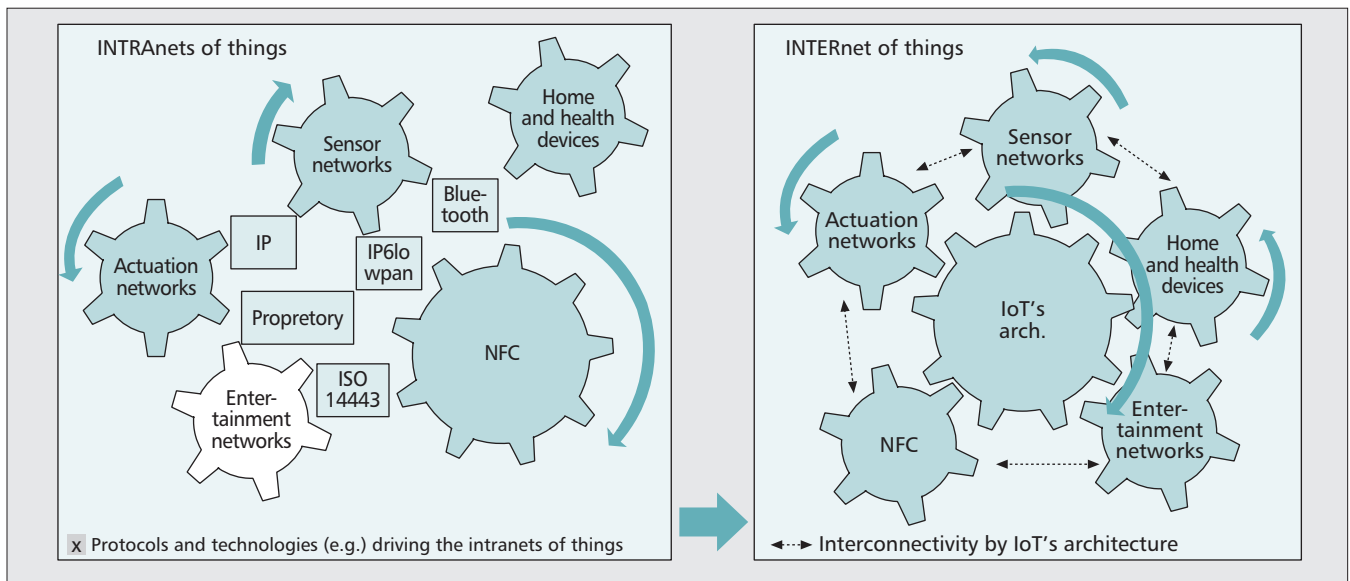 INTRAnets of things
Home
and health
devices
Sensor
networks
Blue-
tooth
IP
IP6lo
wpan
Actuation
networks
Propretory
NFC
ISO
14443
Enter-
tainment
networks
X Protocols and technologies (e.g.) driving the intranets of things
INTERnet of things
Sensor
networks
Actuation
networks
Home
and health
devices
IoT's
arch.
Enter-
tainment
networks
NFC
Interconnectivity by IoT's architecture